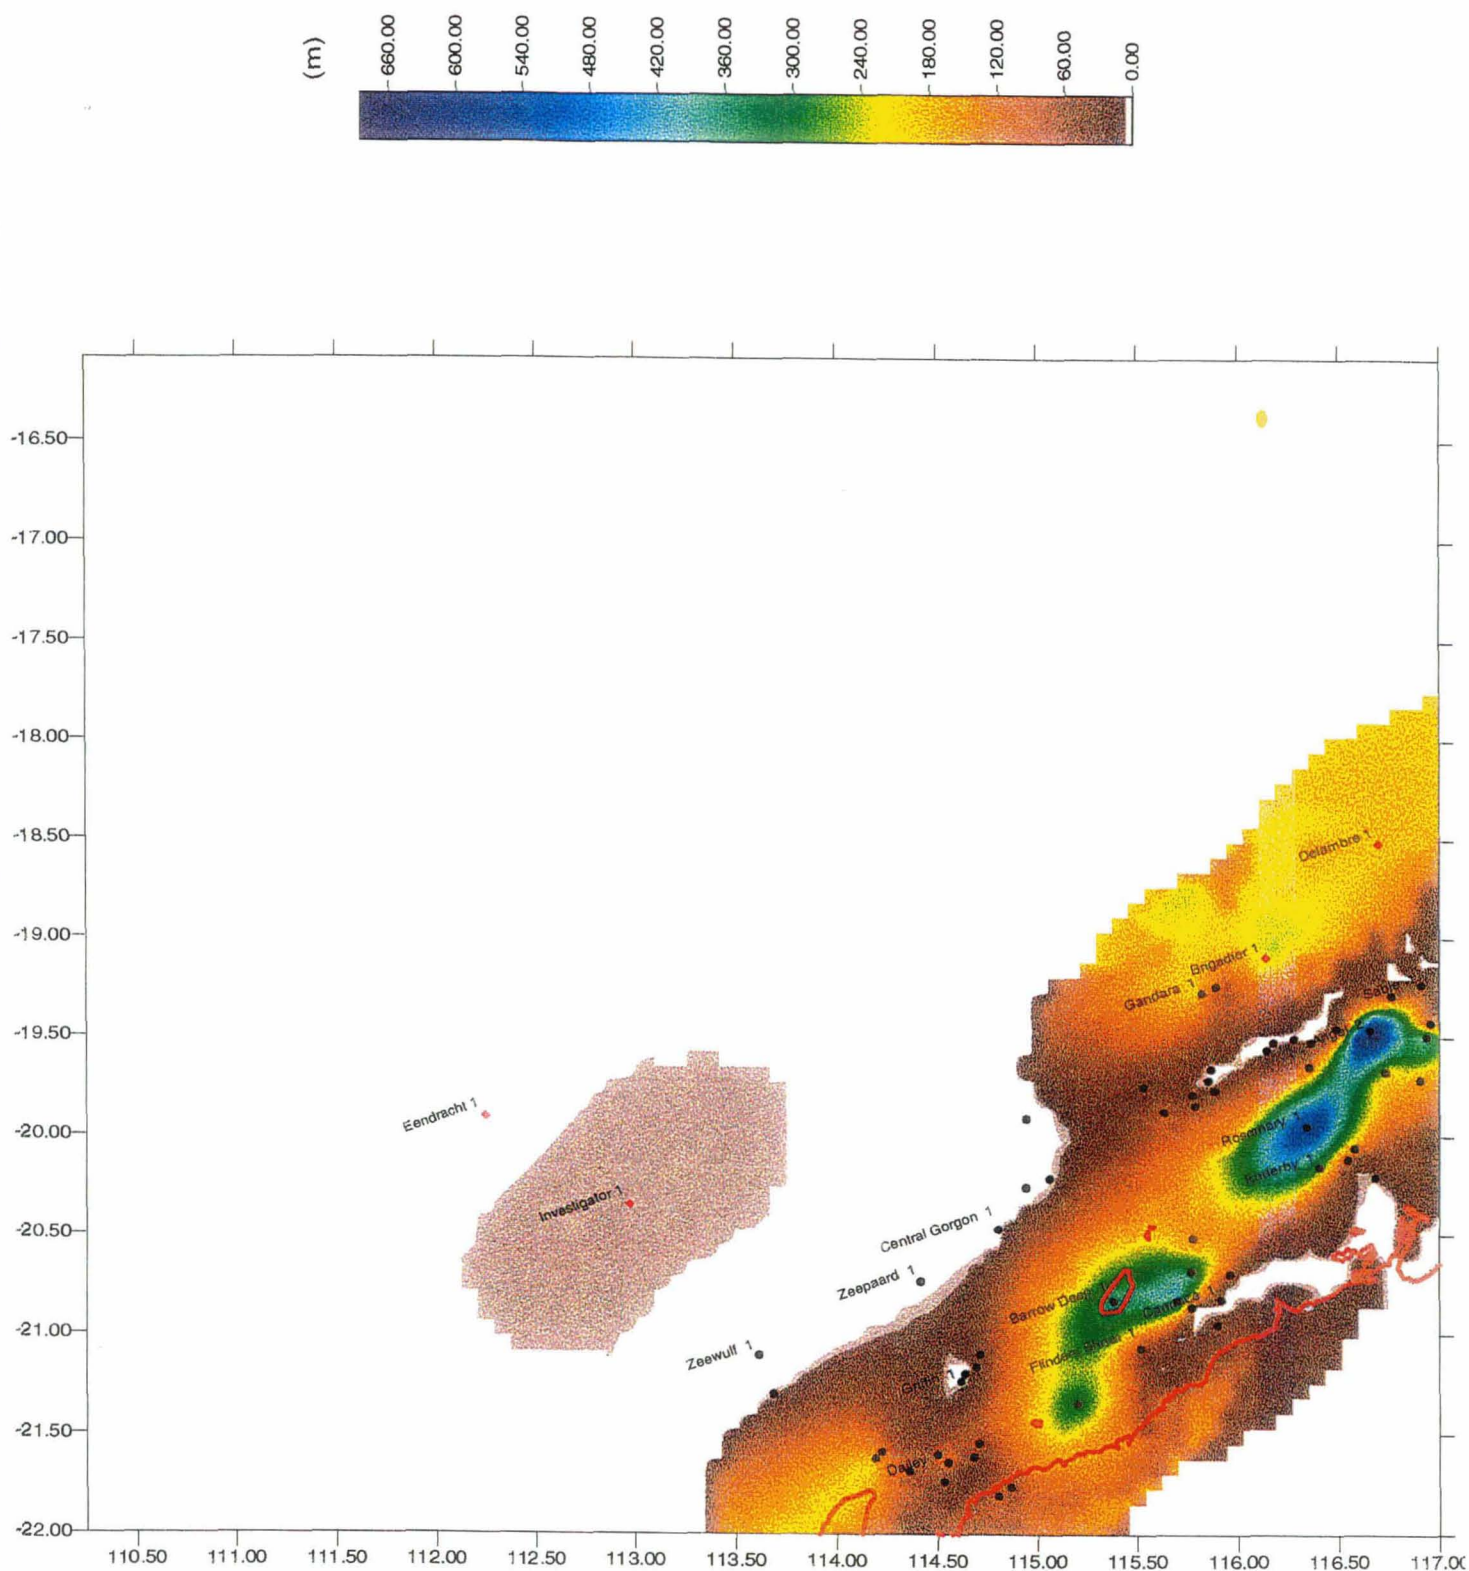 (m)
660.00
600.00
540.00
480.00
420.00
360.00
300.00
240.00
180.00
120.00
60.00
0.00
-16.50
-17.00
-17.50
-18.00
-18.50
Delambre 1
-19.00
Brigadier 1
Gandara 1
-19.50
Eendracht 1
-20.00
Rosemary 1
Enderby 1
Investigator 1
-20.50
Central Gorgon 1
Zeepaard 1
Barrow Deep 1
-21.00
Zeewulf 1
Flinders Shoal 1
Griffin 1
-21.50
-22.00
110.50 111.00 111.50 112.00 112.50 113.00 113.50 114.00 114.50 115.00 115.50 116.00 116.50